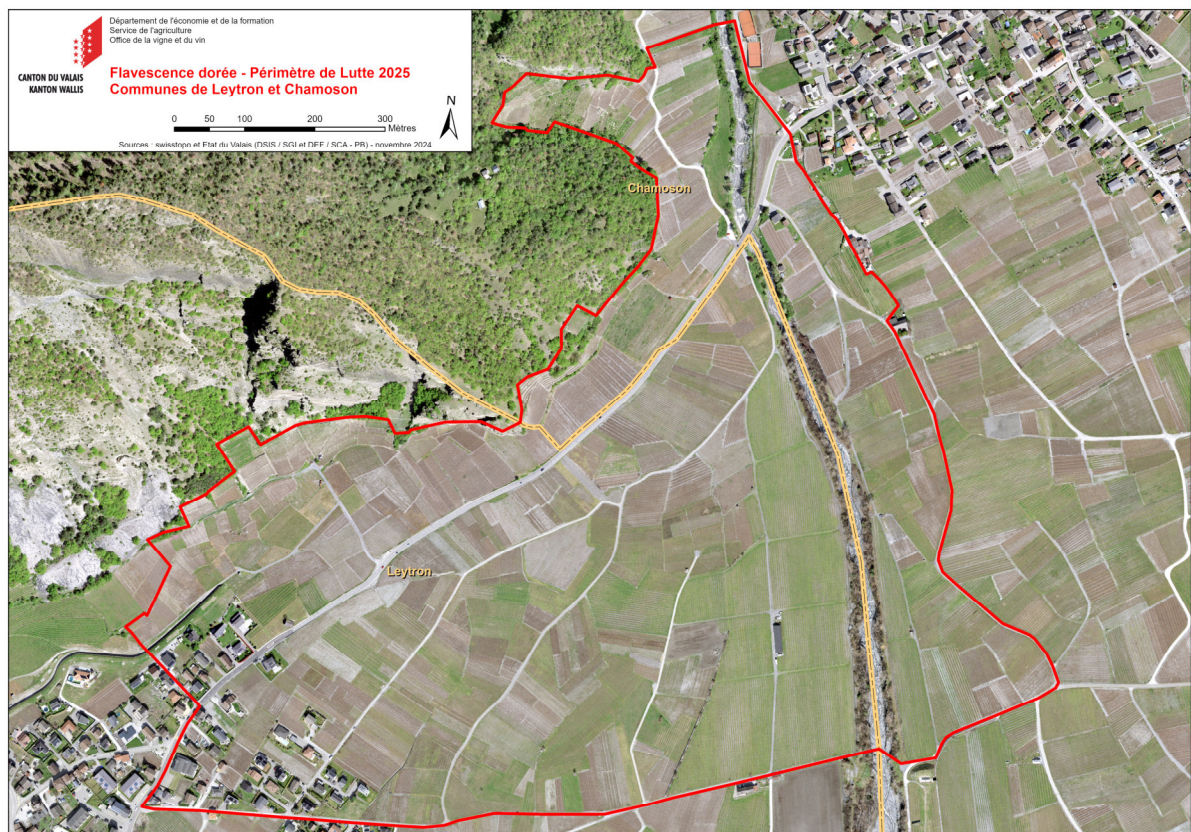 Département de l'économie et de la formation
Service de l'agriculture
Office de la vigne et du vin
CANTON DU VALAIS
KANTON WALLIS
Flavescence dorée - Périmètre de Lutte 2025
Communes de Leytron et Chamoson
N
0 50 100 200 300
Mètres
Sources : swisstopo et Etat du Valais (DSIS / SGI et DEF / SCA - PB) - novembre 2024
Chamoson
Leytron